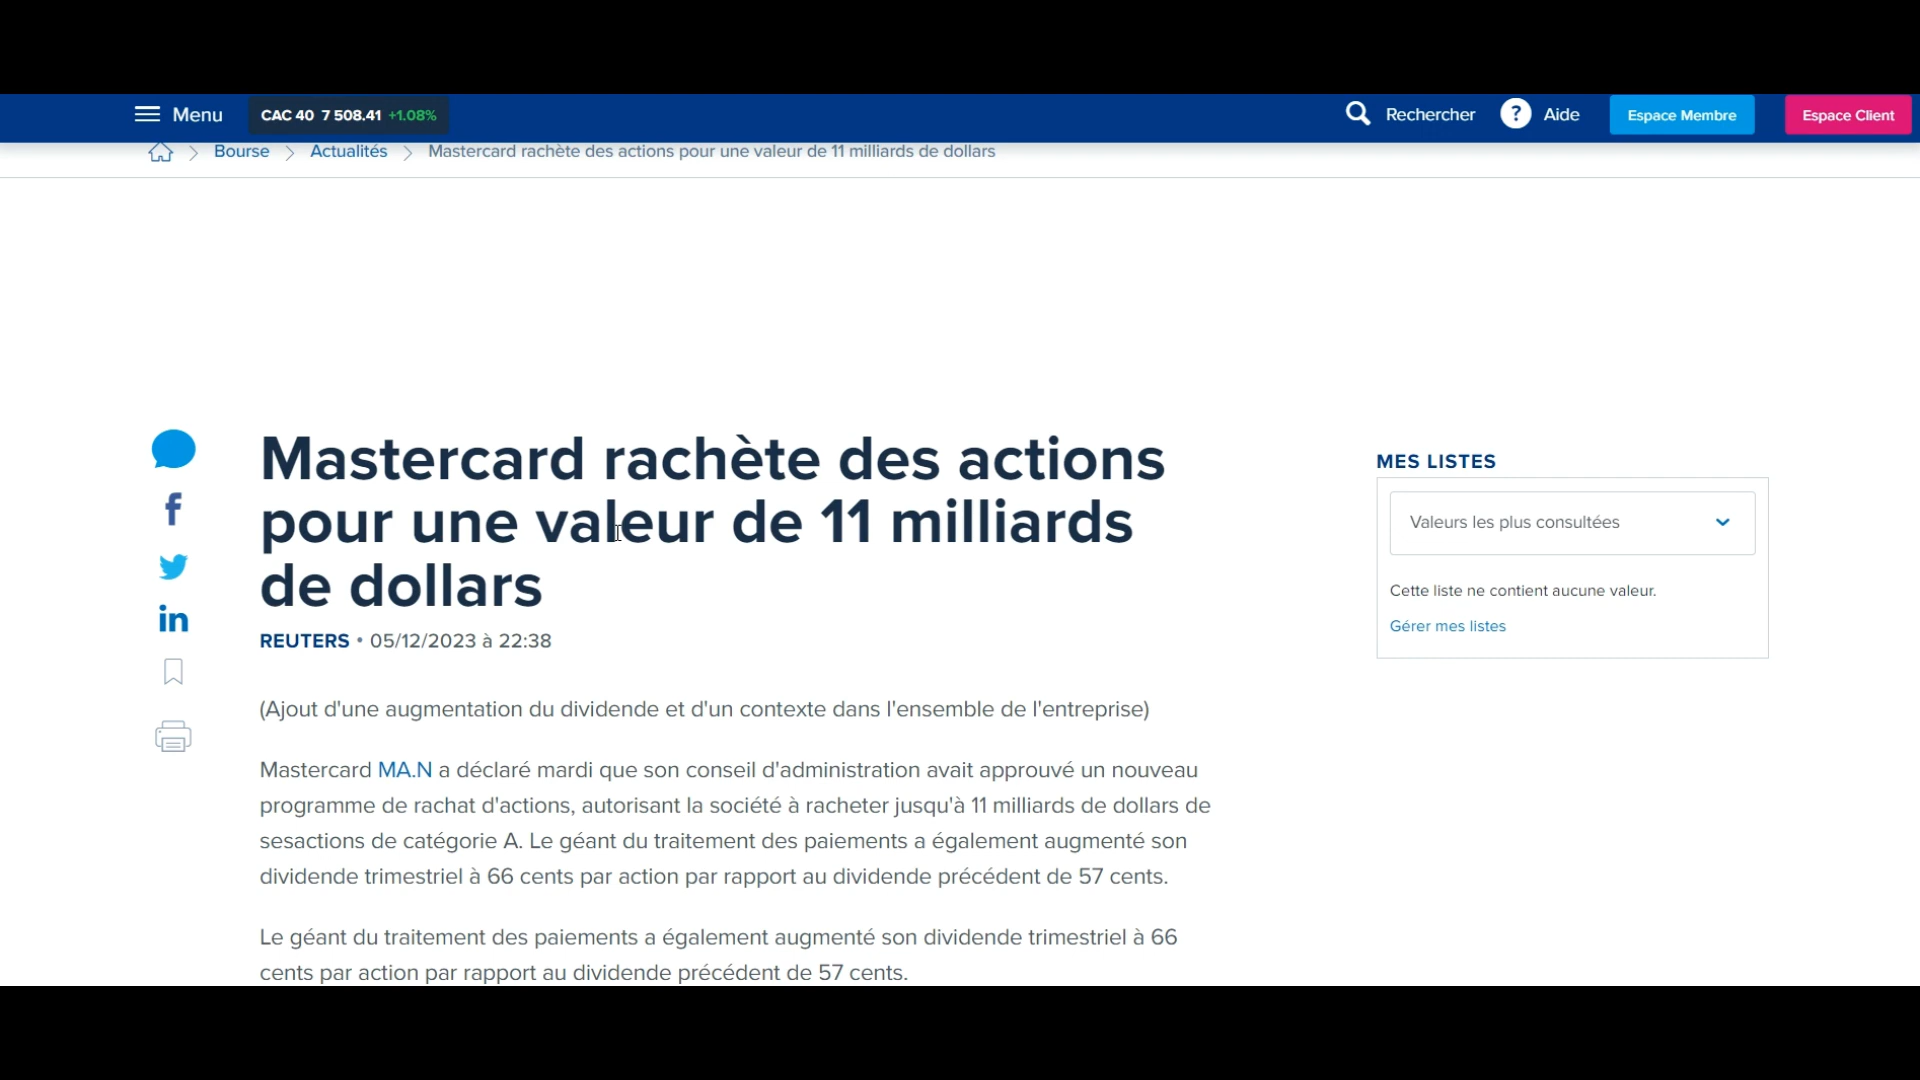 Menu
CAC 40 7 508.41 +1.08%
Rechercher
? Aide
Espace Membre
Espace Client
Bourse > Actualités > Mastercard rachète des actions pour une valeur de 11 milliards de dollars
Mastercard rachète des actions
pour une valeur de 11 milliards
de dollars
REUTERS • 05/12/2023 à 22:38
(Ajout d'une augmentation du dividende et d'un contexte dans l'ensemble de l'entreprise)
Mastercard MA.N a déclaré mardi que son conseil d'administration avait approuvé un nouveau
programme de rachat d'actions, autorisant la société à racheter jusqu'à 11 milliards de dollars de
sesactions de catégorie A. Le géant du traitement des paiements a également augmenté son
dividende trimestriel à 66 cents par action par rapport au dividende précédent de 57 cents.
Le géant du traitement des paiements a également augmenté son dividende trimestriel à 66
cents par action par rapport au dividende précédent de 57 cents.
MES LISTES
Valeurs les plus consultées
Cette liste ne contient aucune valeur.
Gérer mes listes